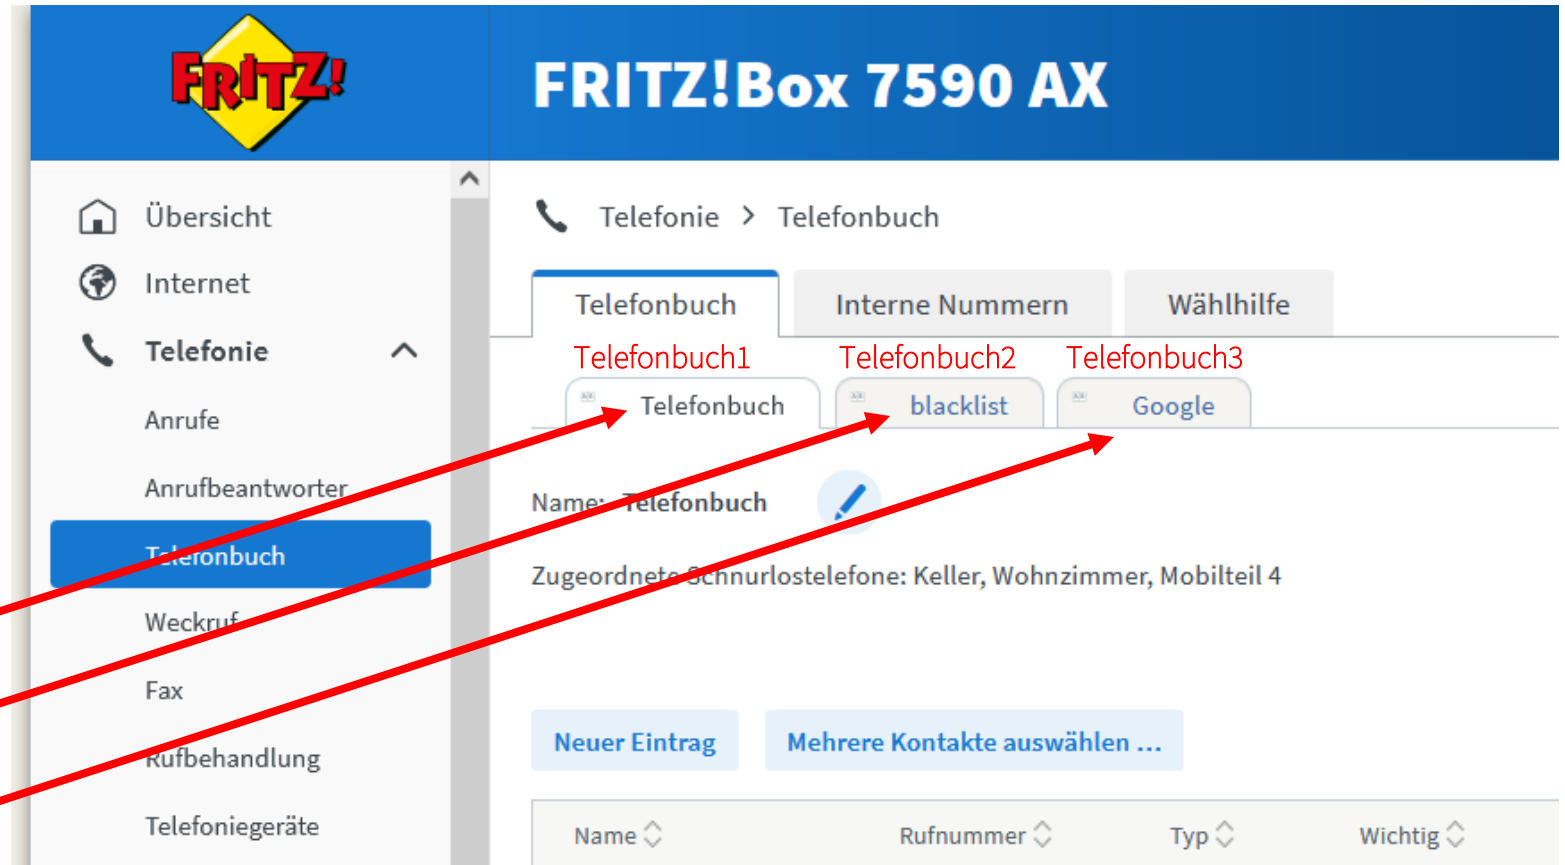 FRITZ!
FRITZ!Box 7590 AX
Übersicht
Internet
Telefonie
Anrufe
Anrufbeantworter
Telefonbuch
Weckruf
Fax
Rufbehandlung
Telefoniegeräte
Telefonie > Telefonbuch
Telefonbuch Interne Nummern Wählhilfe
Telefonbuch1 Telefonbuch2 Telefonbuch3
Telefonbuch blacklist Google
Name: Telefonbuch
Zugeordnete Schnurlostelefone: Keller, Wohnzimmer, Mobilteil 4
Neuer Eintrag Mehrere Kontakte auswählen ...
Name Rufnummer Typ Wichtig